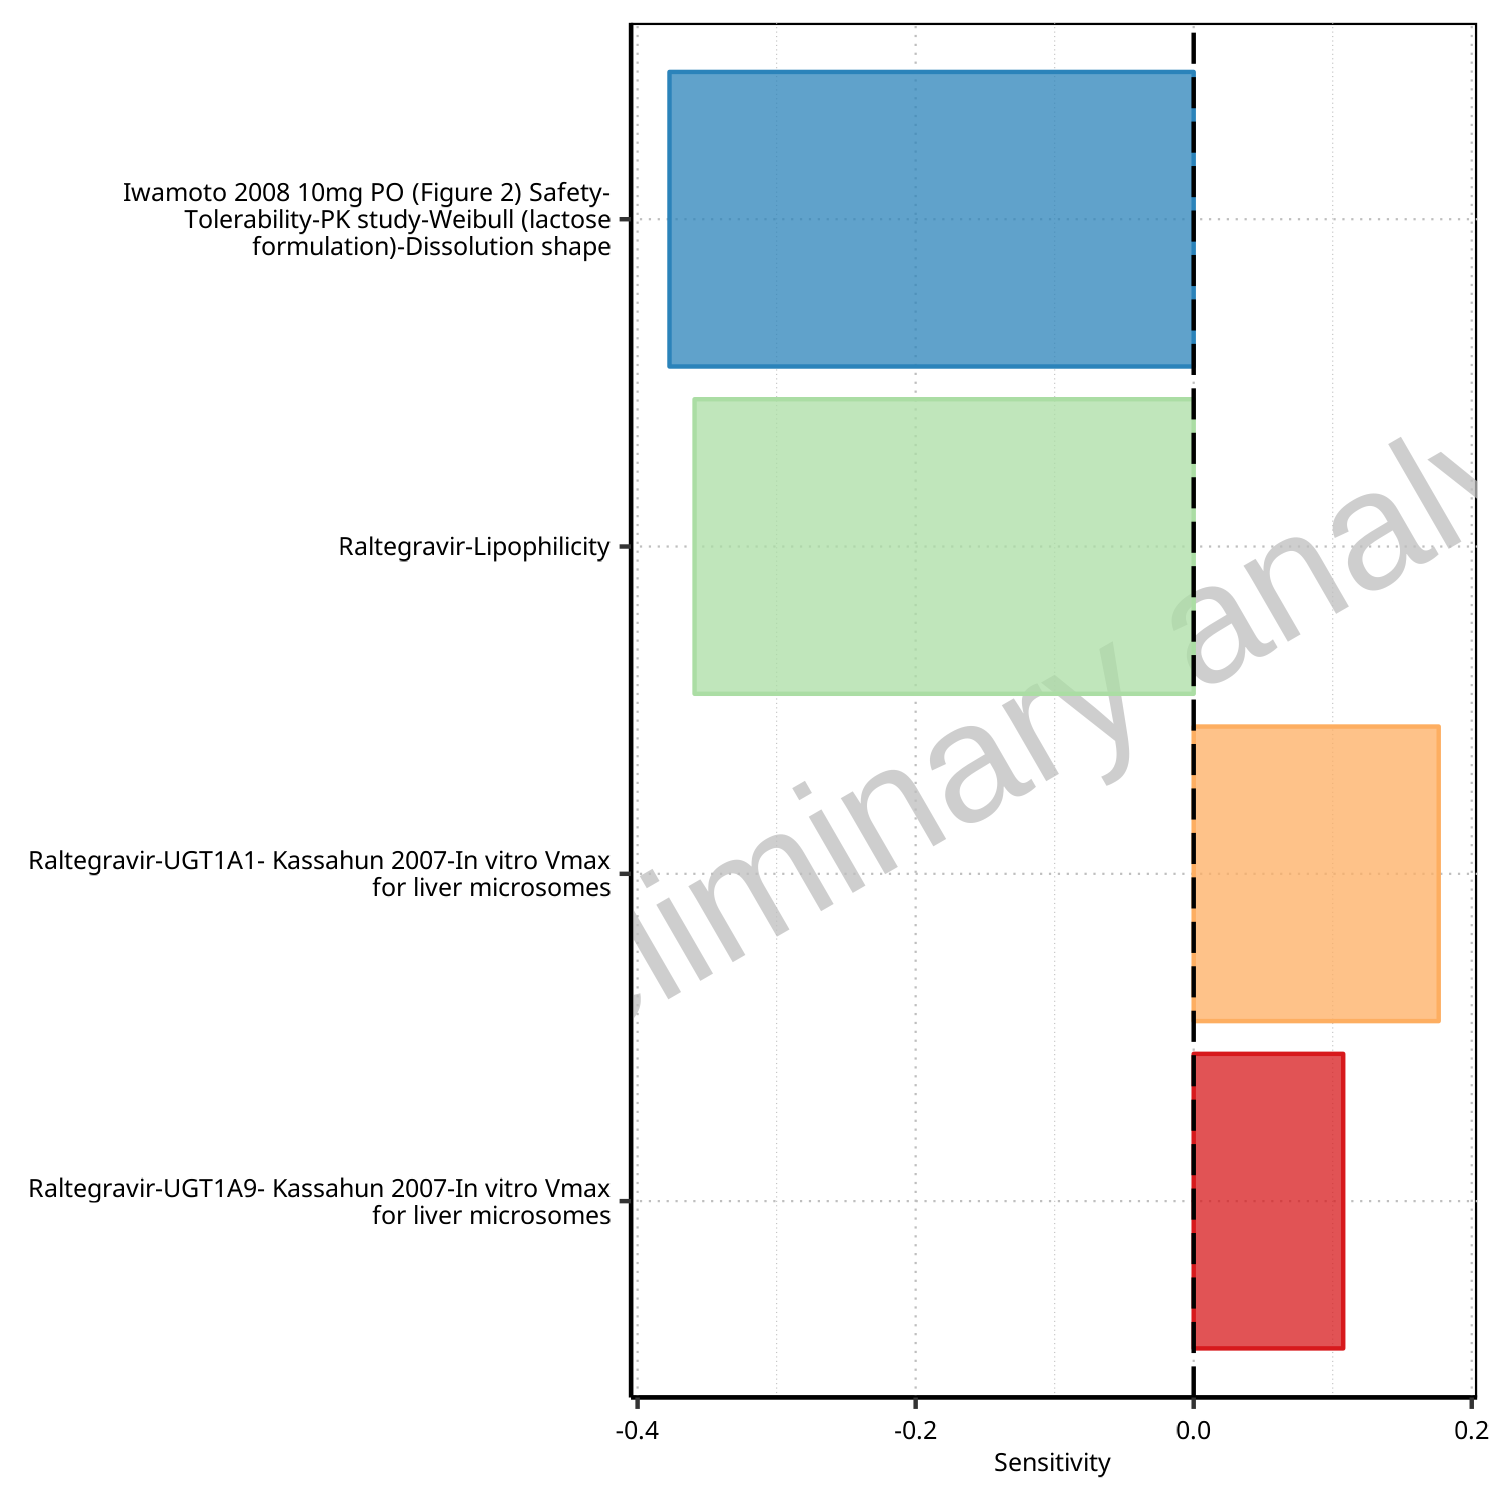 Iwamoto 2008 10mg PO (Figure 2) Safety-
Tolerability-PK study-Weibull (lactose
formulation)-Dissolution shape
Raltegravir-Lipophilicity
Raltegravir-UGT1A1- Kassahun 2007-In vitro Vmax
for liver microsomes
Raltegravir-UGT1A9- Kassahun 2007-In vitro Vmax
for liver microsomes
liminary analy
-0.4 -0.2 0.0 0.2
Sensitivity